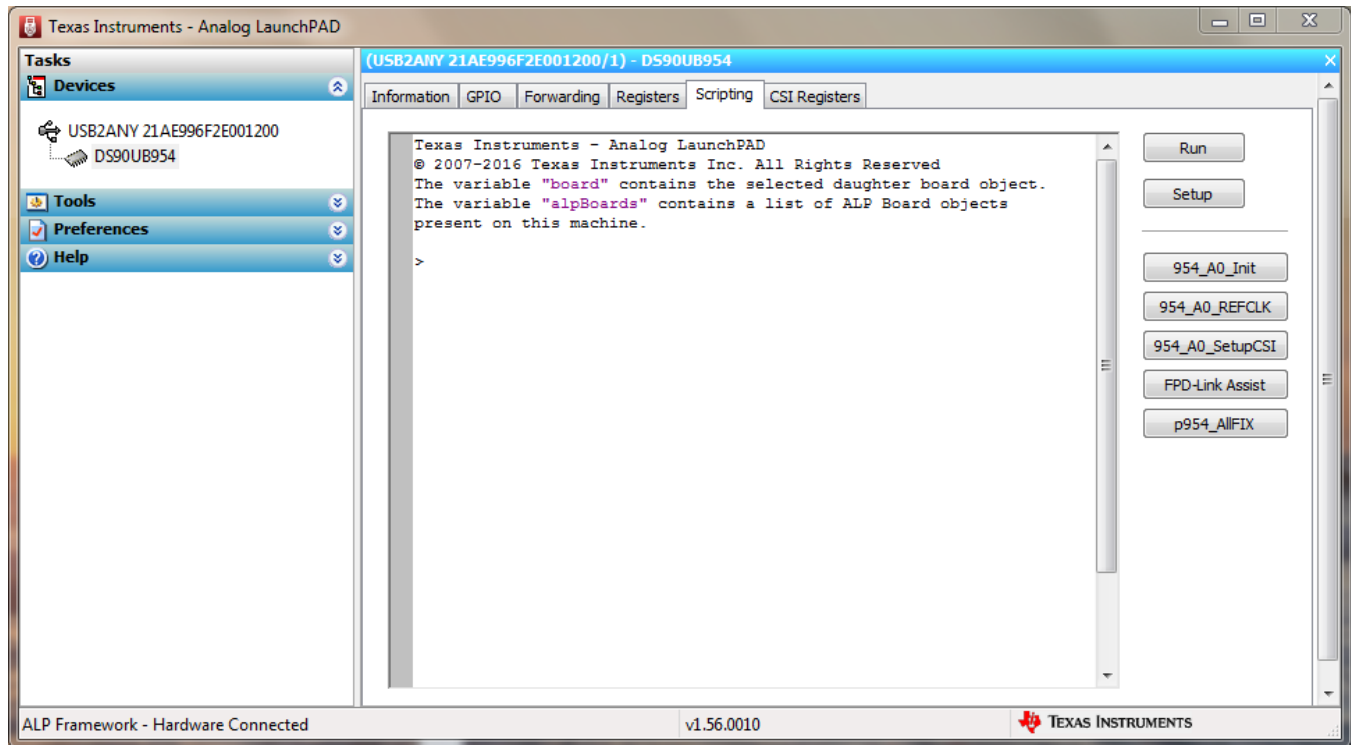 Texas Instruments - Analog LaunchPAD
Tasks
Devices
USB2ANY 21AE996F2E001200
DS90UB954
Tools
Preferences
Help
(USB2ANY 21AE996F2E001200/1) - DS90UB954
Information GPIO Forwarding Registers Scripting CSI Registers
Texas Instruments - Analog LaunchPAD
© 2007-2016 Texas Instruments Inc. All Rights Reserved
The variable "board" contains the selected daughter board object.
The variable "alpBoards" contains a list of ALP Board objects
present on this machine.
>
Run
Setup
954_A0_Init
954_A0_REFCLK
954_A0_SetupCSI
FPD-Link Assist
p954_AllFIX
ALP Framework - Hardware Connected
v1.56.0010
TEXAS INSTRUMENTS